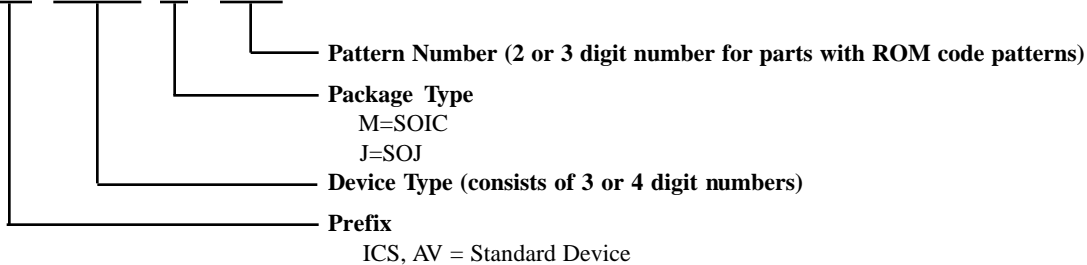 Pattern Number (2 or 3 digit number for parts with ROM code patterns)
Package Type
M=SOIC
J=SOJ
Device Type (consists of 3 or 4 digit numbers)
Prefix
ICS, AV = Standard Device